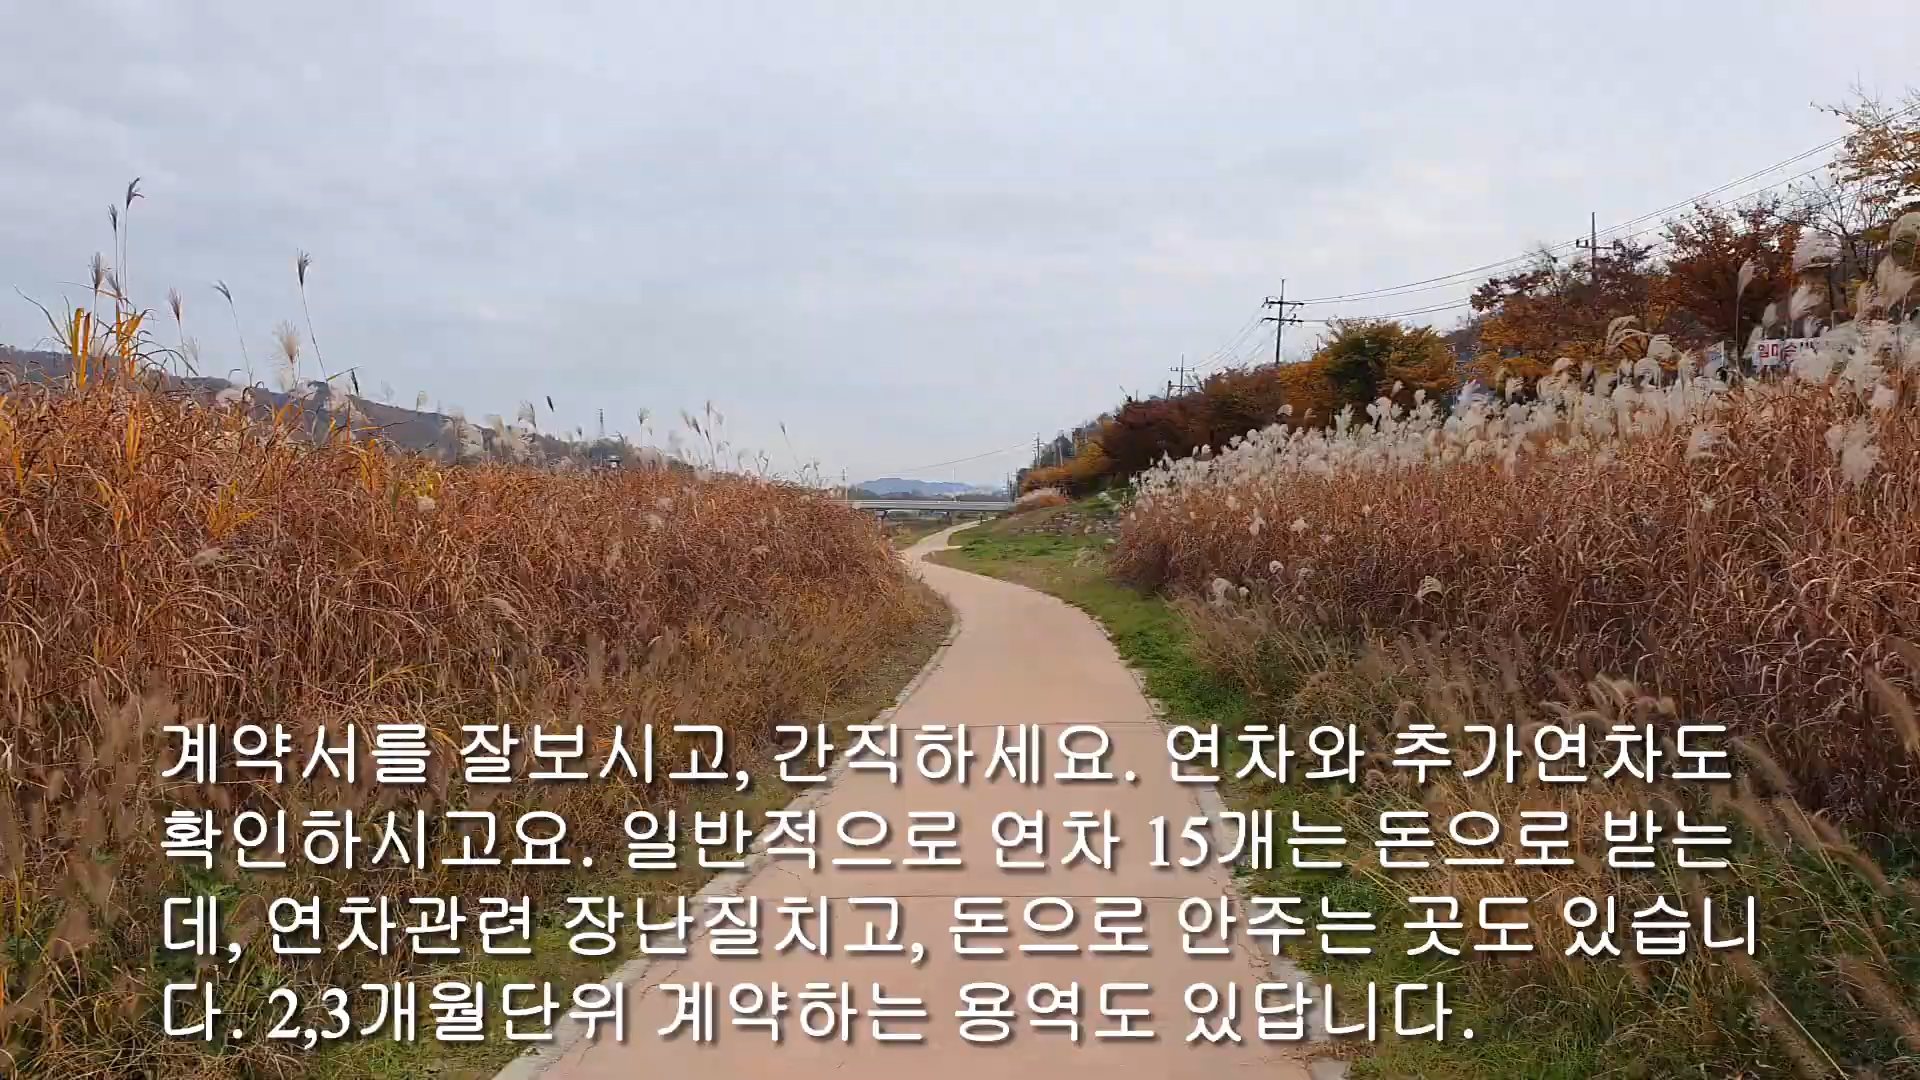 계약서를 잘보시고, 간직하세요. 연차와 추가연차도
확인하시고요. 일반적으로 연차 15개는 돈으로 받는
데, 연차관련 장난질치고, 돈으로 안주는 곳도 있습니
다. 2,3개월단위 계약하는 용역도 있답니다.